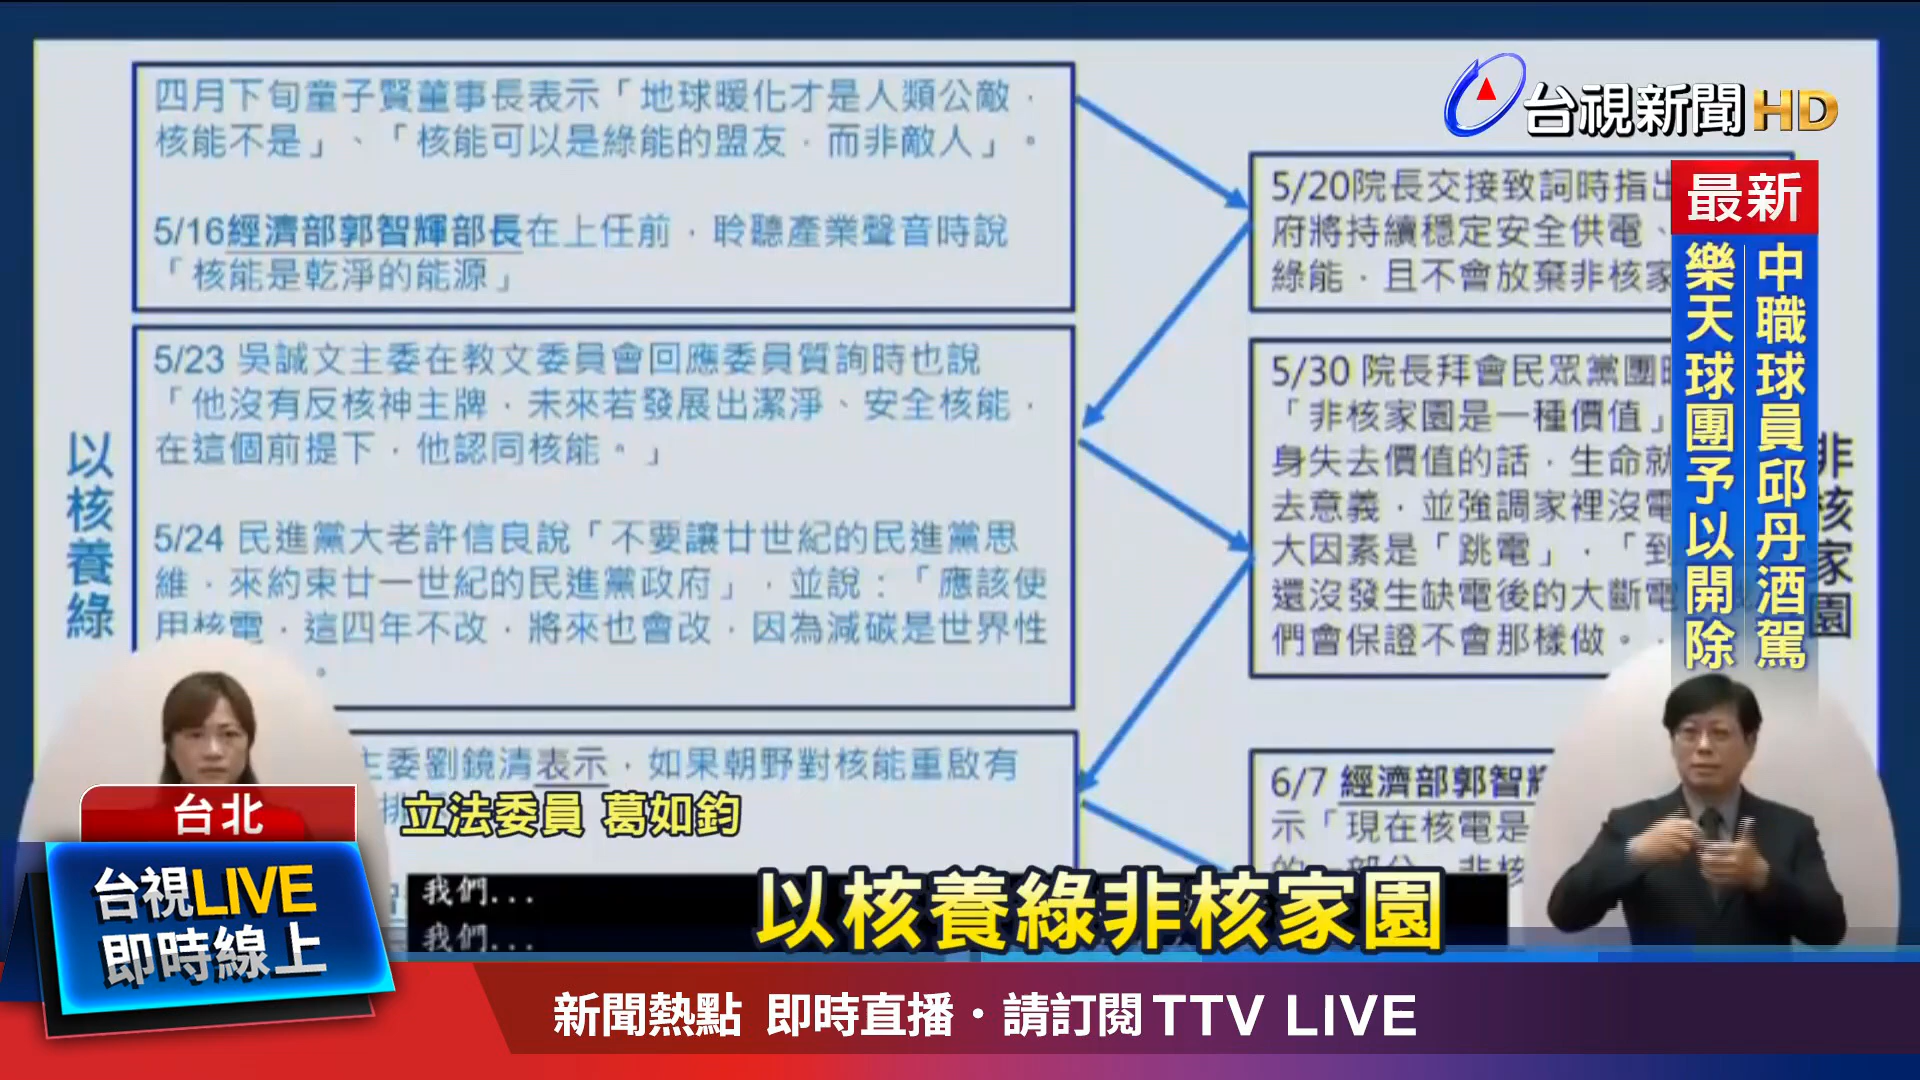 四月下旬童子賢董事長表示「地球暖化才是人類公敵，
核能不是」、「核能可以是綠能的盟友，而非敵人」。
5/16經濟部郭智輝部長在上任前，聆聽產業聲音時說
「核能是乾淨的能源」
5/23 吳誠文主委在教文委員會回應委員質詢時也說
「他沒有反核神主牌，未來若發展出潔淨、安全核能，
在這個前提下，他認同核能。」
5/24 民進黨大老許信良說「不要讓廿世紀的民進黨思
維，來約束廿一世紀的民進黨政府」，並說：「應該使
用核電，這四年不改，將來也會改，因為減碳是世界性
。
主委劉鏡清表示，如果朝野對核能重啟有
排
以核養綠
5/20院長交接致詞時指出
府將持續穩定安全供電、
綠能，且不會放棄非核家
5/30 院長拜會民眾黨團時
「非核家園是一種價值」
身失去價值的話，生命就
去意義，並強調家裡沒電
大因素是「跳電」，「到
還沒發生缺電後的大斷電
們會保證不會那樣做。
6/7 經濟部郭智輝
示「現在核電是
的一部分，非核
非核家園
台視新聞HD
最新
中職球員邱丹酒駕
樂天球團予以開除
台北
立法委員 葛如鈞
台視LIVE
即時線上
我們...
我們...
以核養綠非核家園
新聞熱點 即時直播·請訂閱TTV LIVE